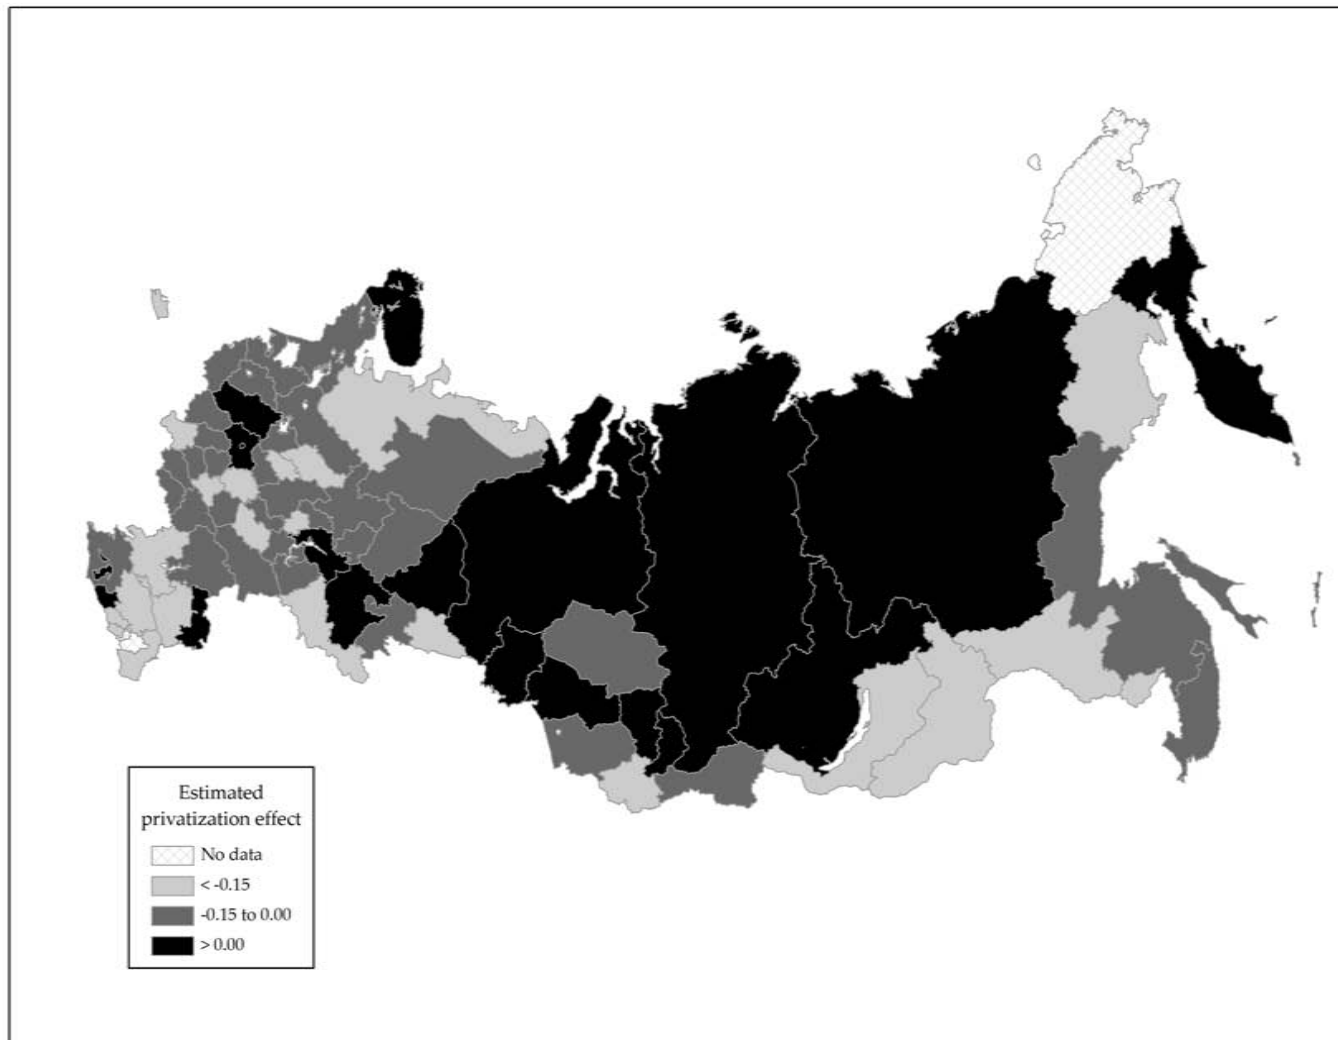 Estimated
privatization effect
No data
< -0.15
-0.15 to 0.00
> 0.00